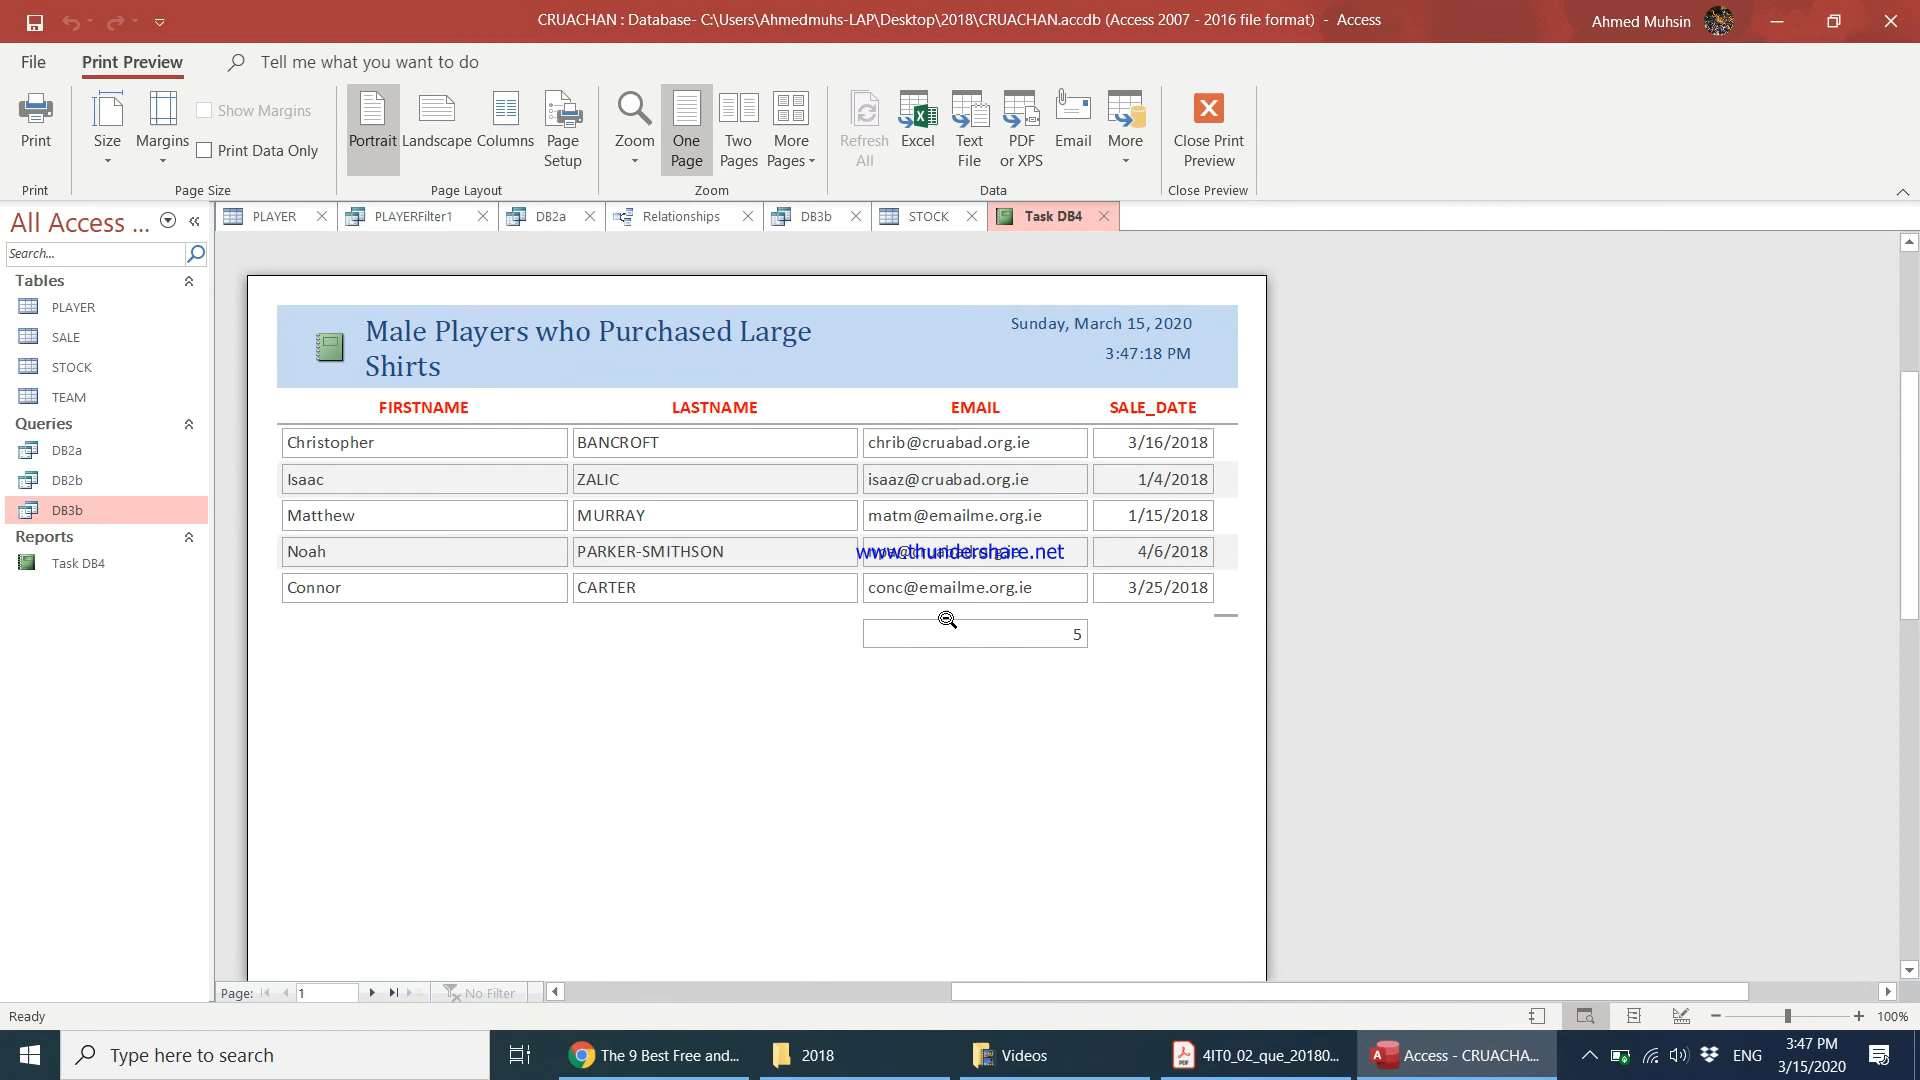 CRUACHAN : Database- C:\Users\Ahmedmuhs-LAP\Desktop\2018\CRUACHAN.accdb (Access 2007 - 2016 file format) - Access
Ahmed Muhsin
File
Print Preview
Tell me what you want to do
Print
Size
Margins
Show Margins
Print Data Only
Portrait
Landscape
Columns
Page
Setup
Zoom
One
Page
Two
Pages
More
Pages
Refresh
All
Excel
Text
File
PDF
or XPS
Email
More
Close Print
Preview
Print
Page Size
Page Layout
Zoom
Data
Close Preview
All Access ...
PLAYER
PLAYERFilter1
DB2a
Relationships
DB3b
STOCK
Task DB4
Search...
Tables
PLAYER
SALE
STOCK
TEAM
Queries
DB2a
DB2b
DB3b
Reports
Task DB4
Male Players who Purchased Large
Shirts
Sunday, March 15, 2020
3:47:18 PM
FIRSTNAME LASTNAME EMAIL SALE_DATE
Christopher BANCROFT chrib@cruabad.org.ie 3/16/2018
Isaac ZALIC isaaz@cruabad.org.ie 1/4/2018
Matthew MURRAY matm@emailme.org.ie 1/15/2018
Noah PARKER-SMITHSON 4/6/2018
www.thundershare.net
Connor CARTER conc@emailme.org.ie 3/25/2018
5
Page: 1 No Filter
Ready
100%
Type here to search
The 9 Best Free and...
2018
Videos
4IT0_02_que_20180...
Access - CRUACHA...
ENG
3:47 PM
3/15/2020